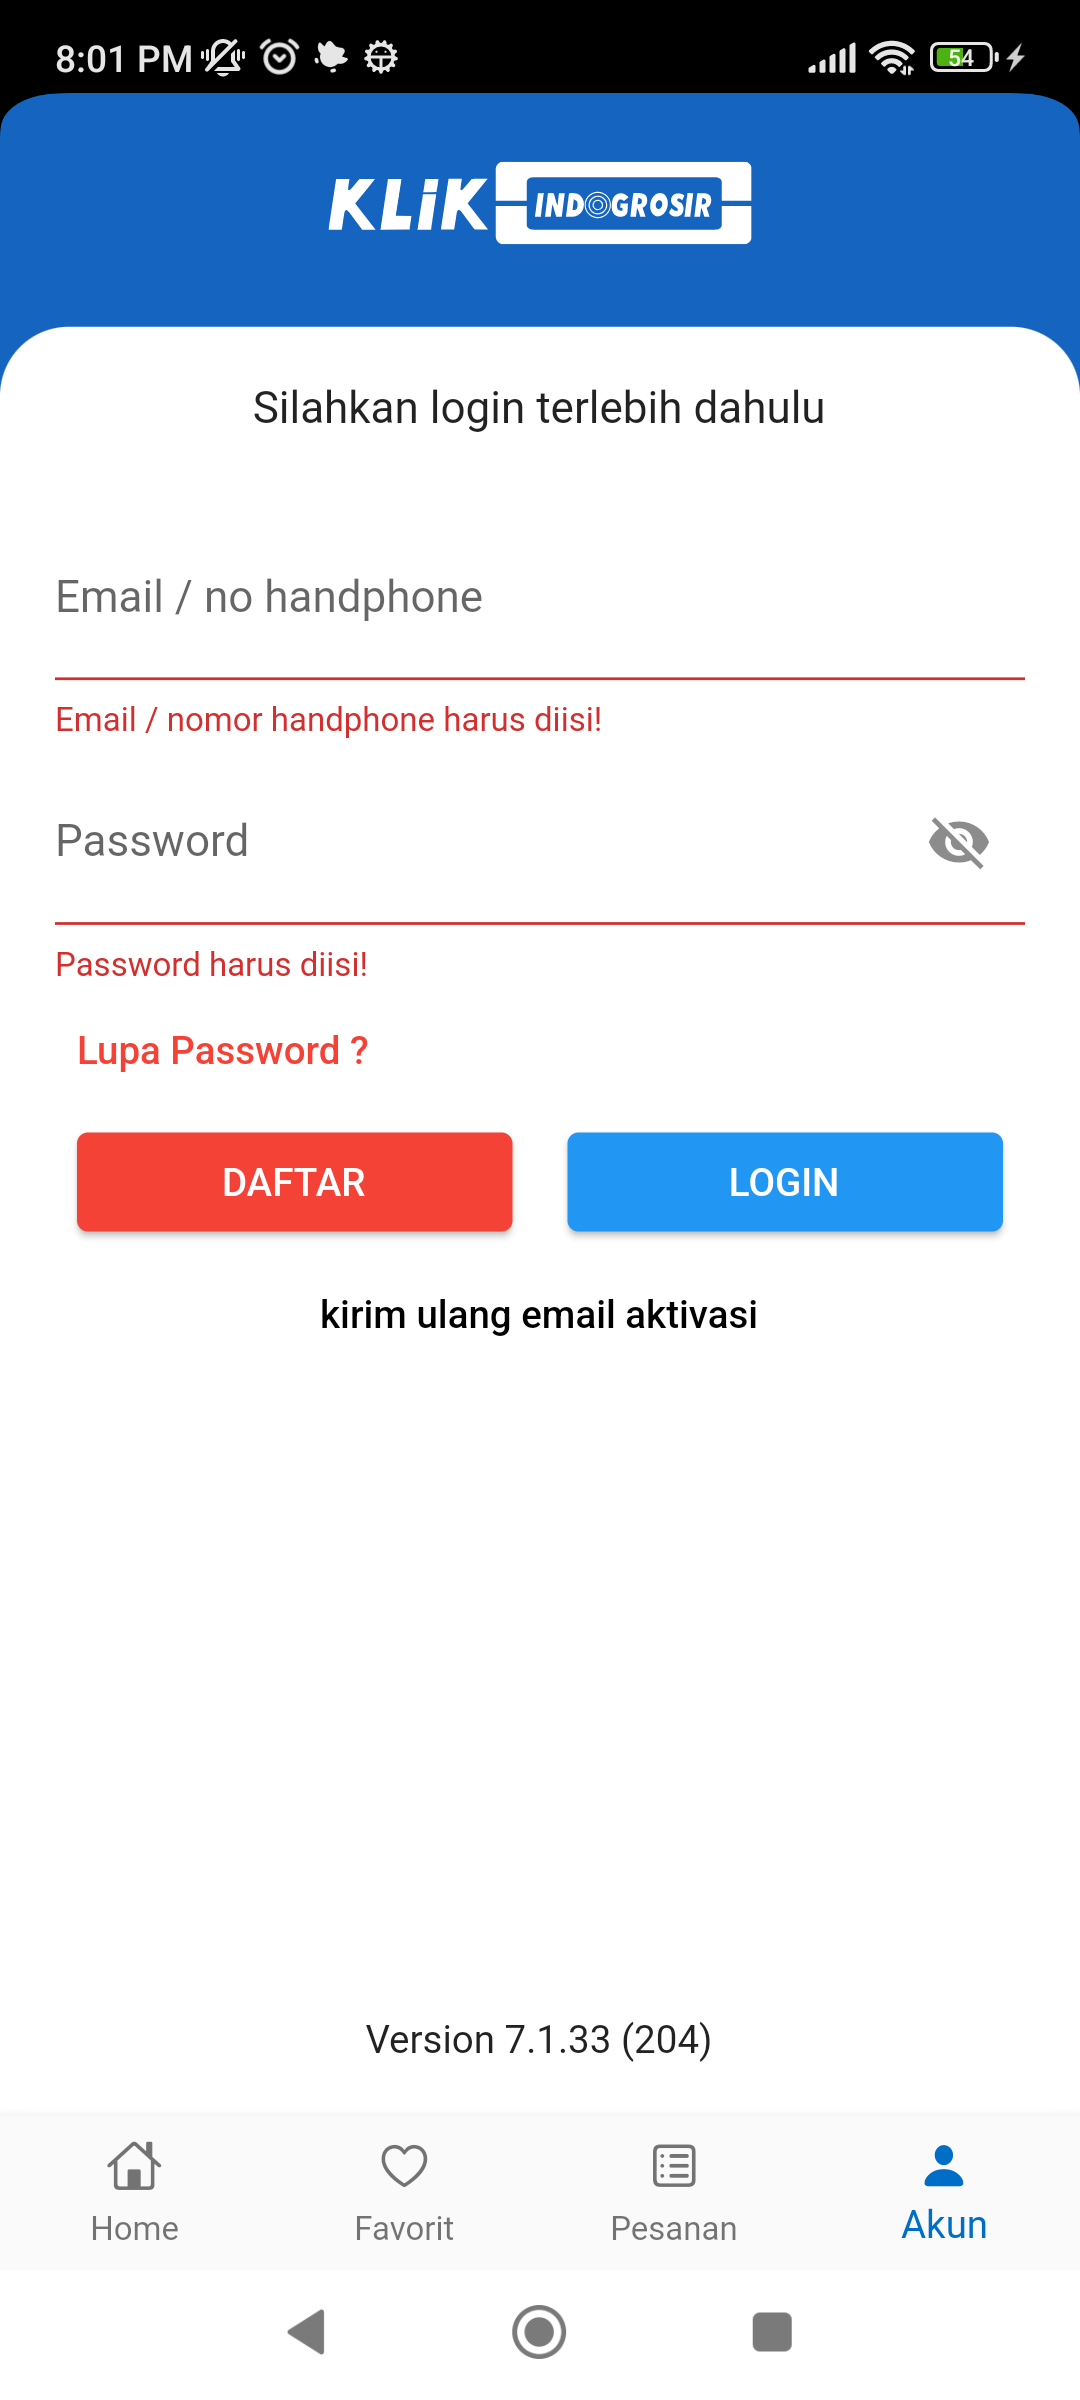 8:01 PM
54
KLiK INDOGROSIR
Silahkan login terlebih dahulu
Email / no handphone
Email / nomor handphone harus diisi!
Password
Password harus diisi!
Lupa Password ?
DAFTAR
LOGIN
kirim ulang email aktivasi
Version 7.1.33 (204)
Home
Favorit
Pesanan
Akun